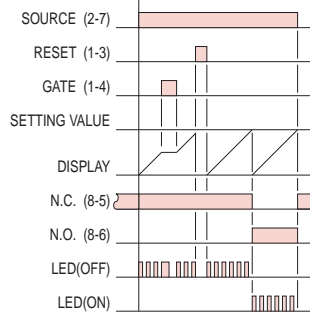 SOURCE (2-7)
RESET (1-3)
GATE (1-4)
SETTING VALUE
DISPLAY
N.C. (8-5)
N.O. (8-6)
LED(OFF)
LED(ON)